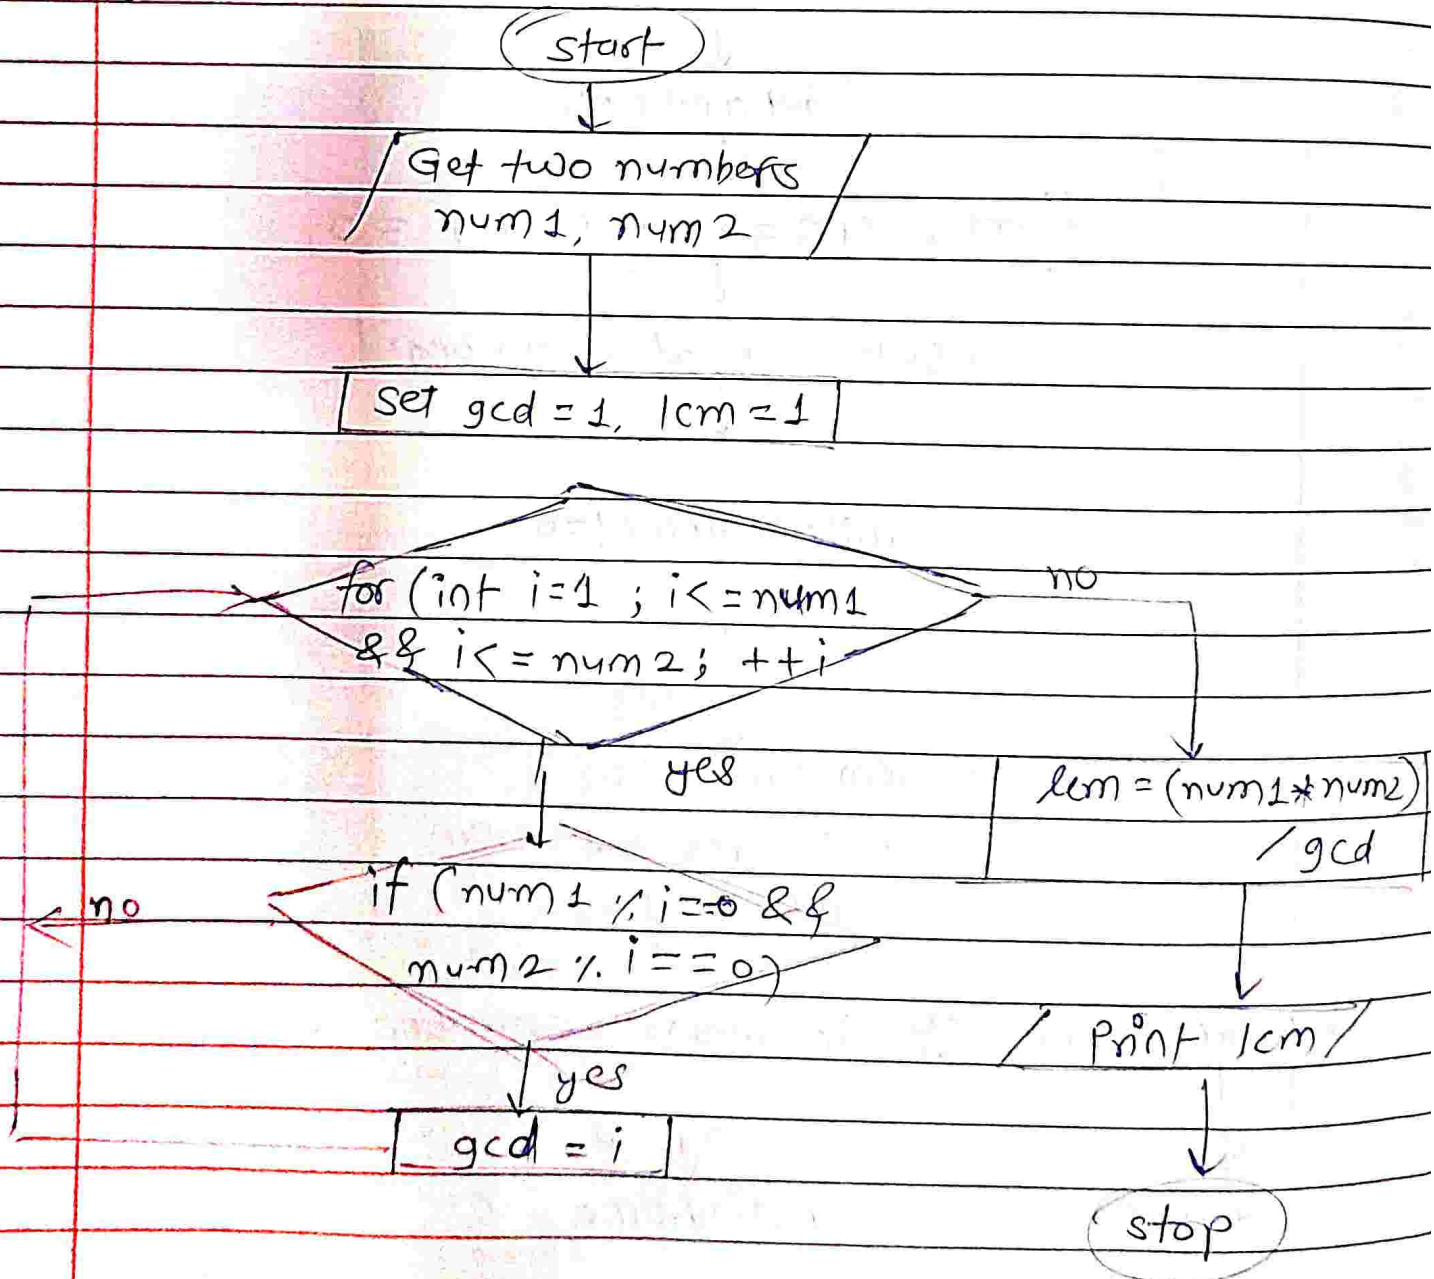 start
Get two numbers
num1, num2
set gcd = 1, lcm = 1
for (int i=1 ; i<=num1
&& i<= num2; ++i
no
yes
lcm = (num1*num2)
/gcd
if (num1 % i==0 &&
no
num2 % i==0)
Print lcm
yes
gcd = i
stop